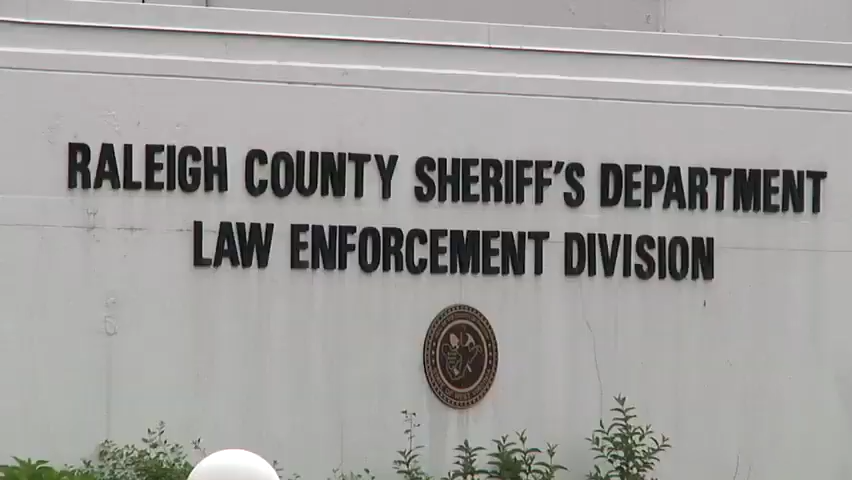 RALEIGH COUNTY SHERIFF'S DEPARTMENT
LAW ENFORCEMENT DIVISION